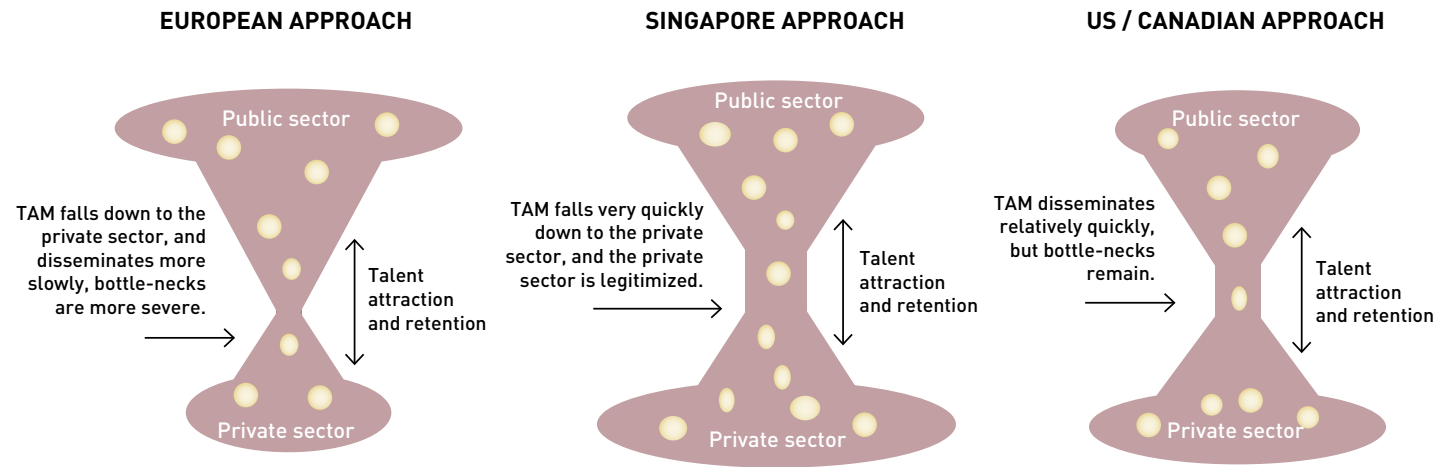 EUROPEAN APPROACH
Public sector
TAM falls down to the
private sector, and
disseminates more
slowly, bottle-necks
are more severe.
Talent
attraction
and retention
Private sector
SINGAPORE APPROACH
Public sector
TAM falls very quickly
down to the private
sector, and the private
sector is legitimized.
Talent
attraction
and retention
Private sector
US / CANADIAN APPROACH
Public sector
TAM disseminates
relatively quickly,
but bottle-necks
remain.
Talent
attraction
and retention
Private sector